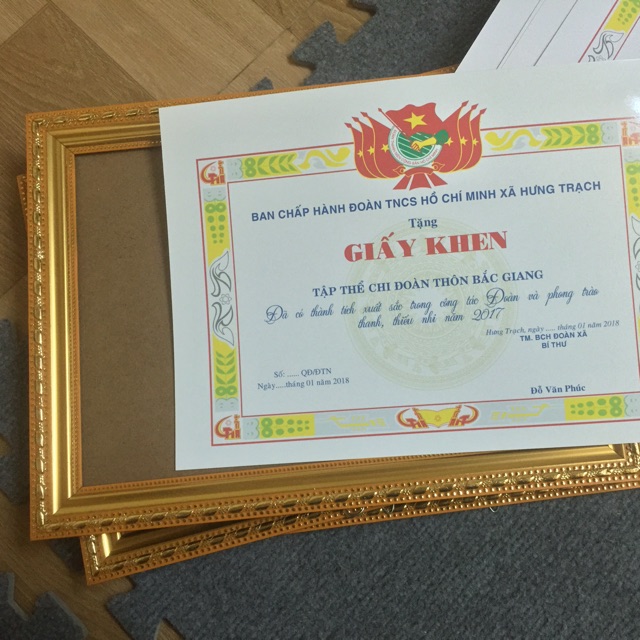 BAN CHẤP HÀNH ĐOÀN TNCS HỒ CHÍ MINH XÃ HƯNG TRẠCH
Tặng
GIẤY KHEN
TẬP THỂ CHI ĐOÀN THÔN BẮC GIANG
Đã có thành tích xuất sắc trong công tác Đoàn và phong trào
thanh, thiếu nhi năm 2017
Hưng Trạch, ngày ..... tháng 01 năm 2018
TM. BCH ĐOÀN XÃ
BÍ THƯ
Số: ...... QĐ/ĐTN
Ngày.....tháng 01 năm 2018
Đỗ Văn Phúc